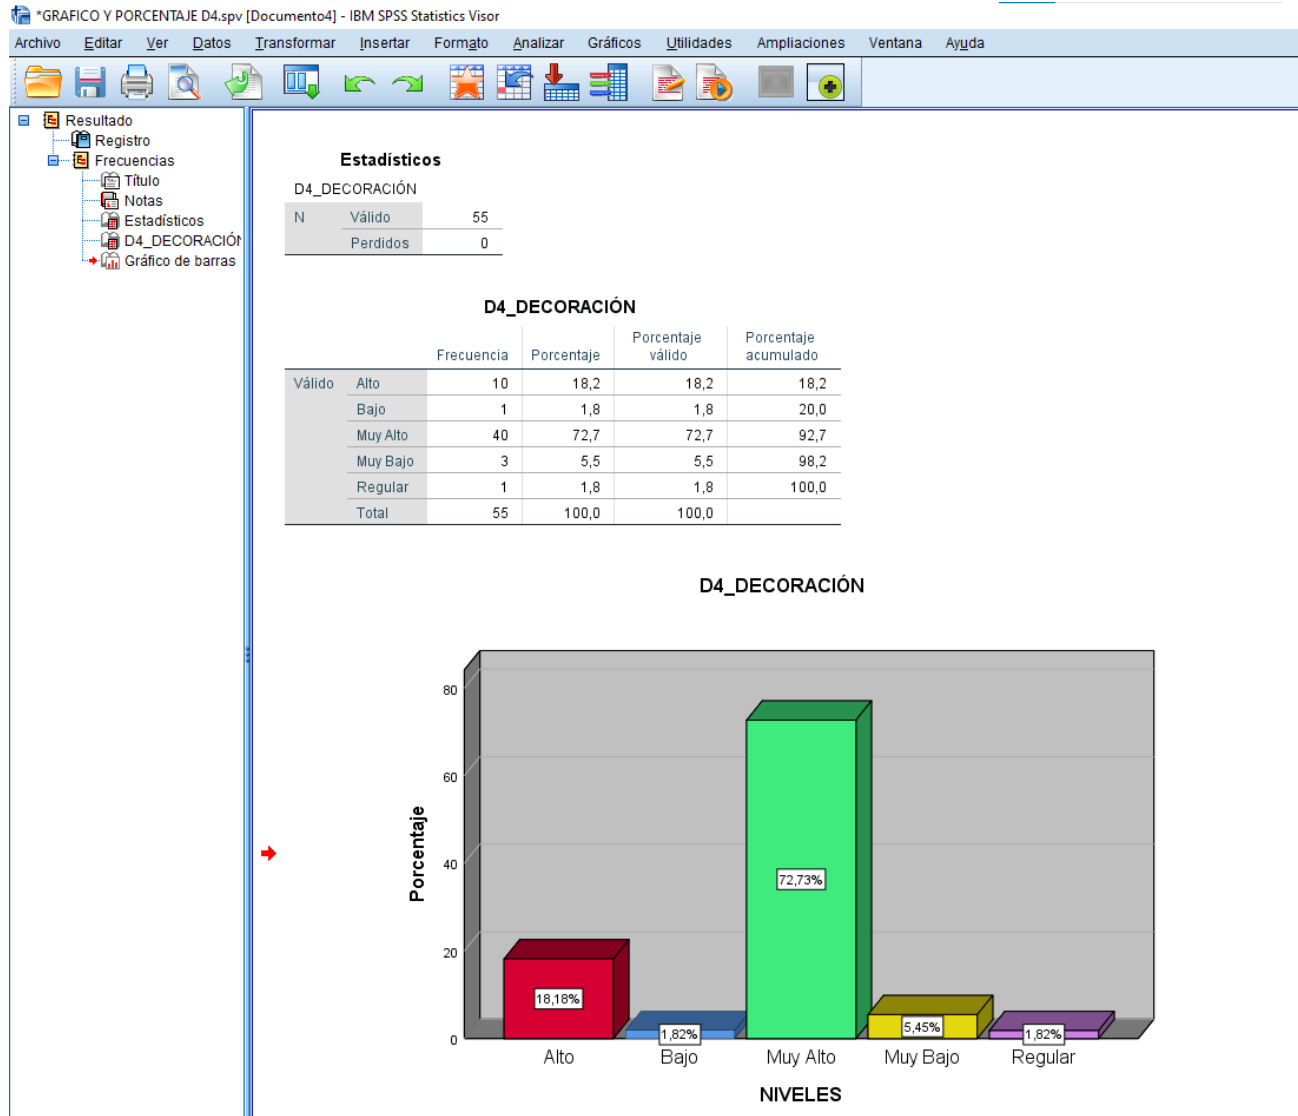 *GRAFICO Y PORCENTAJE D4.spv [Documento4] - IBM SPSS Statistics Visor
Archivo Editar Ver Datos Transformar Insertar Formato Analizar Gráficos Utilidades Ampliaciones Ventana Ayuda
Resultado
Registro
Frecuencias
Título
Notas
Estadísticos
D4_DECORACIÓN
Gráfico de barras
Estadísticos
D4_DECORACIÓN
N Válido 55
Perdidos 0
D4_DECORACIÓN
Frecuencia Porcentaje Porcentaje válido Porcentaje acumulado
Válido Alto 10 18,2 18,2 18,2
Bajo 1 1,8 1,8 20,0
Muy Alto 40 72,7 72,7 92,7
Muy Bajo 3 5,5 5,5 98,2
Regular 1 1,8 1,8 100,0
Total 55 100,0 100,0
D4_DECORACIÓN
Porcentaje
80
60
40
20
0
18,18%
1,82%
72,73%
5,45%
1,82%
Alto Bajo Muy Alto Muy Bajo Regular
NIVELES